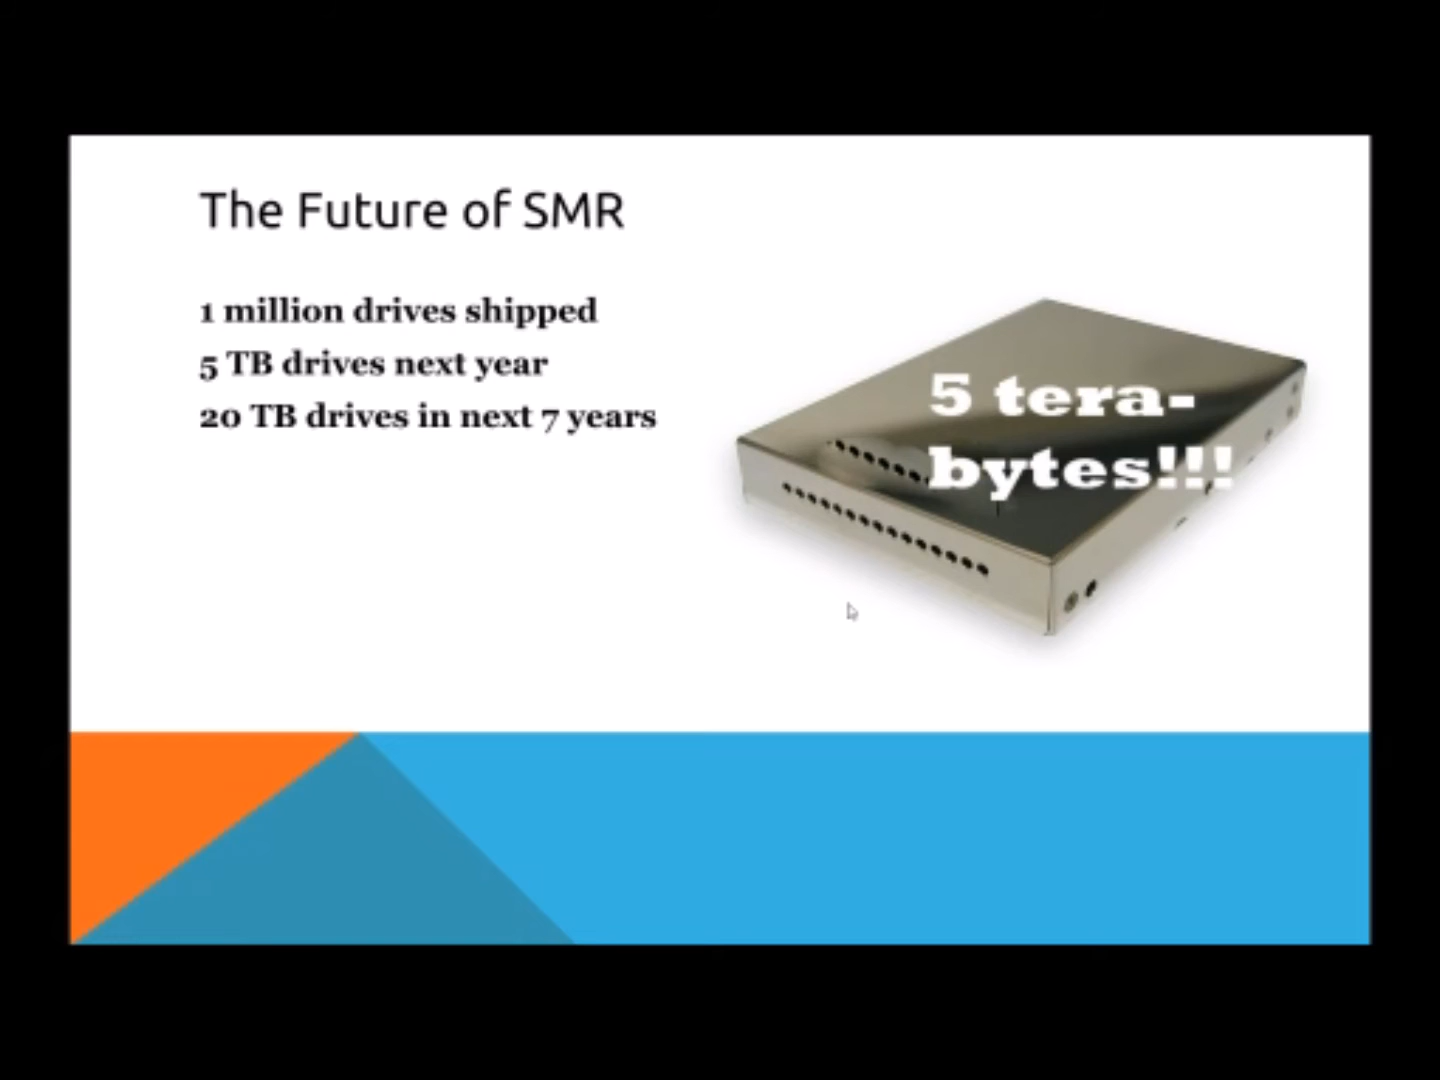 The Future of SMR
1 million drives shipped
5 TB drives next year
20 TB drives in next 7 years
5 tera-
bytes!!!